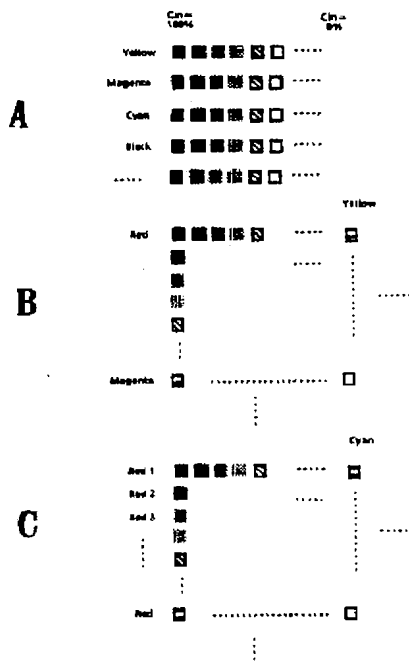 Cin = Cin =
100% 0%
Yellow
Magenta
A
Cyan
Black
Yellow
Red
B
Magenta
Cyan
Red 1
Red 2
C
Red 3
Red